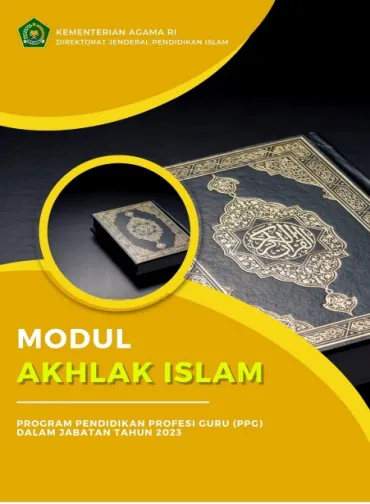 KEMENTERIAN AGAMA RI
DIREKTORAT JENDERAL PENDIDIKAN ISLAM
MODUL
AKHLAK ISLAM
PROGRAM PENDIDIKAN PROFESI GURU (PPG)
DALAM JABATAN TAHUN 2023